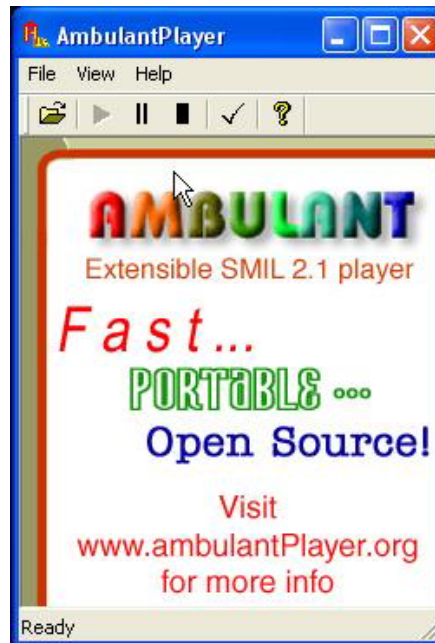 AmbulantPlayer
File View Help
AMBULANT
Extensible SMIL 2.1 player
Fast...
PORTaBLE ...
Open Source!
Visit
www.ambulantPlayer.org
for more info
Ready